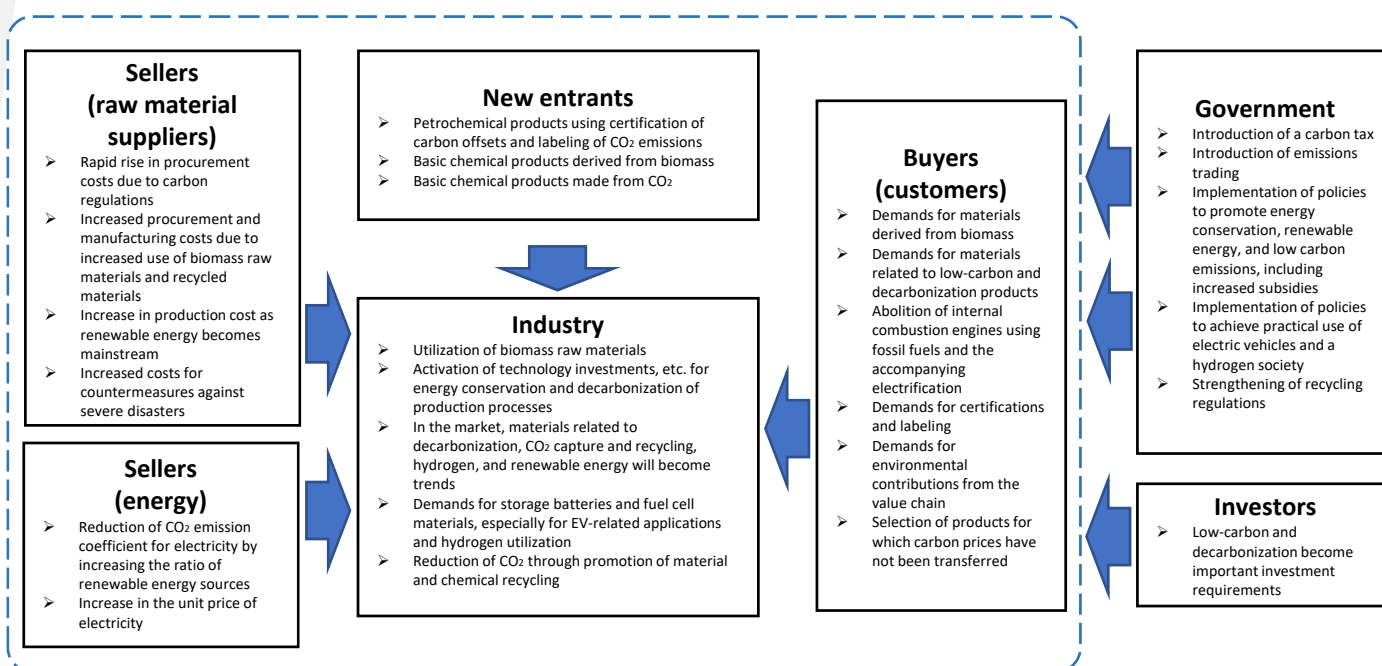 Sellers
(raw material
suppliers)
➢ Rapid rise in procurement
costs due to carbon
regulations
➢ Increased procurement and
manufacturing costs due to
increased use of biomass raw
materials and recycled
materials
➢ Increase in production cost as
renewable energy becomes
mainstream
➢ Increased costs for
countermeasures against
severe disasters
Sellers
(energy)
➢ Reduction of CO₂ emission
coefficient for electricity by
increasing the ratio of
renewable energy sources
➢ Increase in the unit price of
electricity
New entrants
➢ Petrochemical products using certification of
carbon offsets and labeling of CO₂ emissions
➢ Basic chemical products derived from biomass
➢ Basic chemical products made from CO₂
Industry
➢ Utilization of biomass raw materials
➢ Activation of technology investments, etc. for
energy conservation and decarbonization of
production processes
➢ In the market, materials related to
decarbonization, CO₂ capture and recycling,
hydrogen, and renewable energy will become
trends
➢ Demands for storage batteries and fuel cell
materials, especially for EV-related applications
and hydrogen utilization
➢ Reduction of CO₂ through promotion of material
and chemical recycling
Buyers
(customers)
➢ Demands for materials
derived from biomass
➢ Demands for materials
related to low-carbon and
decarbonization products
➢ Abolition of internal
combustion engines using
fossil fuels and the
accompanying
electrification
➢ Demands for certifications
and labeling
➢ Demands for
environmental
contributions from the
value chain
➢ Selection of products for
which carbon prices have
not been transferred
Government
➢ Introduction of a carbon tax
➢ Introduction of emissions
trading
➢ Implementation of policies
to promote energy
conservation, renewable
energy, and low carbon
emissions, including
increased subsidies
➢ Implementation of policies
to achieve practical use of
electric vehicles and a
hydrogen society
➢ Strengthening of recycling
regulations
Investors
➢ Low-carbon and
decarbonization become
important investment
requirements